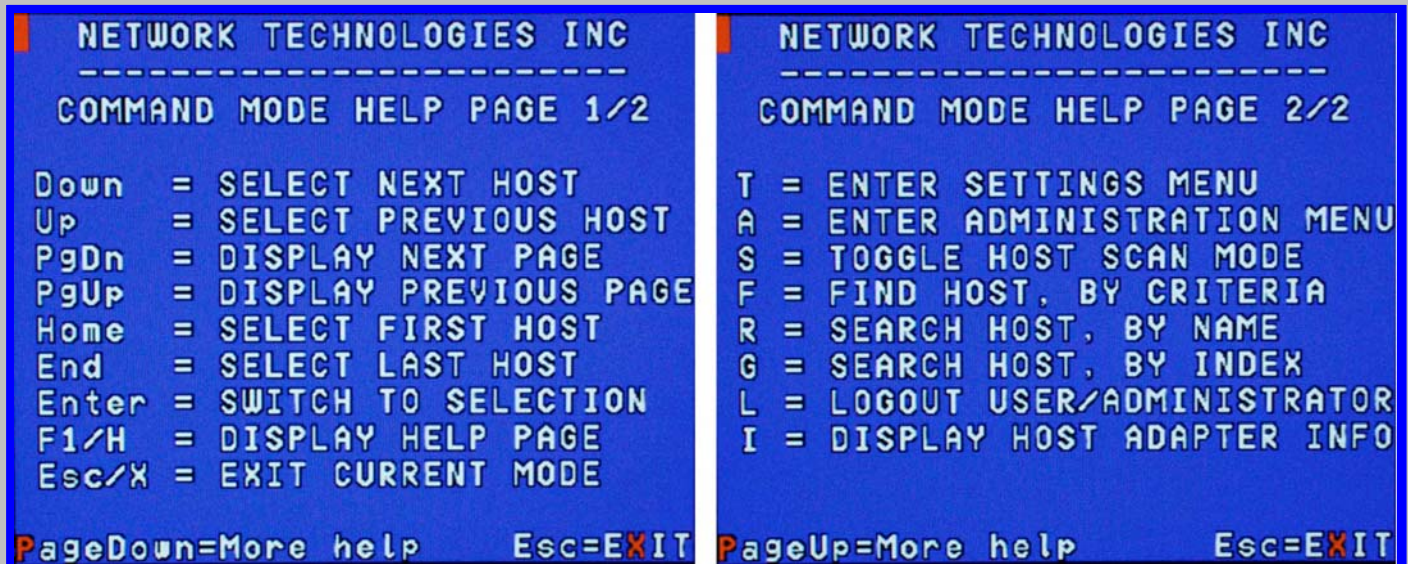 NETWORK TECHNOLOGIES INC
-------------------------
COMMAND MODE HELP PAGE 1/2
Down = SELECT NEXT HOST
Up = SELECT PREVIOUS HOST
PgDn = DISPLAY NEXT PAGE
PgUp = DISPLAY PREVIOUS PAGE
Home = SELECT FIRST HOST
End = SELECT LAST HOST
Enter = SWITCH TO SELECTION
F1/H = DISPLAY HELP PAGE
Esc/X = EXIT CURRENT MODE
PageDown=More help Esc=EXIT
NETWORK TECHNOLOGIES INC
-------------------------
COMMAND MODE HELP PAGE 2/2
T = ENTER SETTINGS MENU
A = ENTER ADMINISTRATION MENU
S = TOGGLE HOST SCAN MODE
F = FIND HOST, BY CRITERIA
R = SEARCH HOST, BY NAME
G = SEARCH HOST, BY INDEX
L = LOGOUT USER/ADMINISTRATOR
I = DISPLAY HOST ADAPTER INFO
PageUp=More help Esc=EXIT